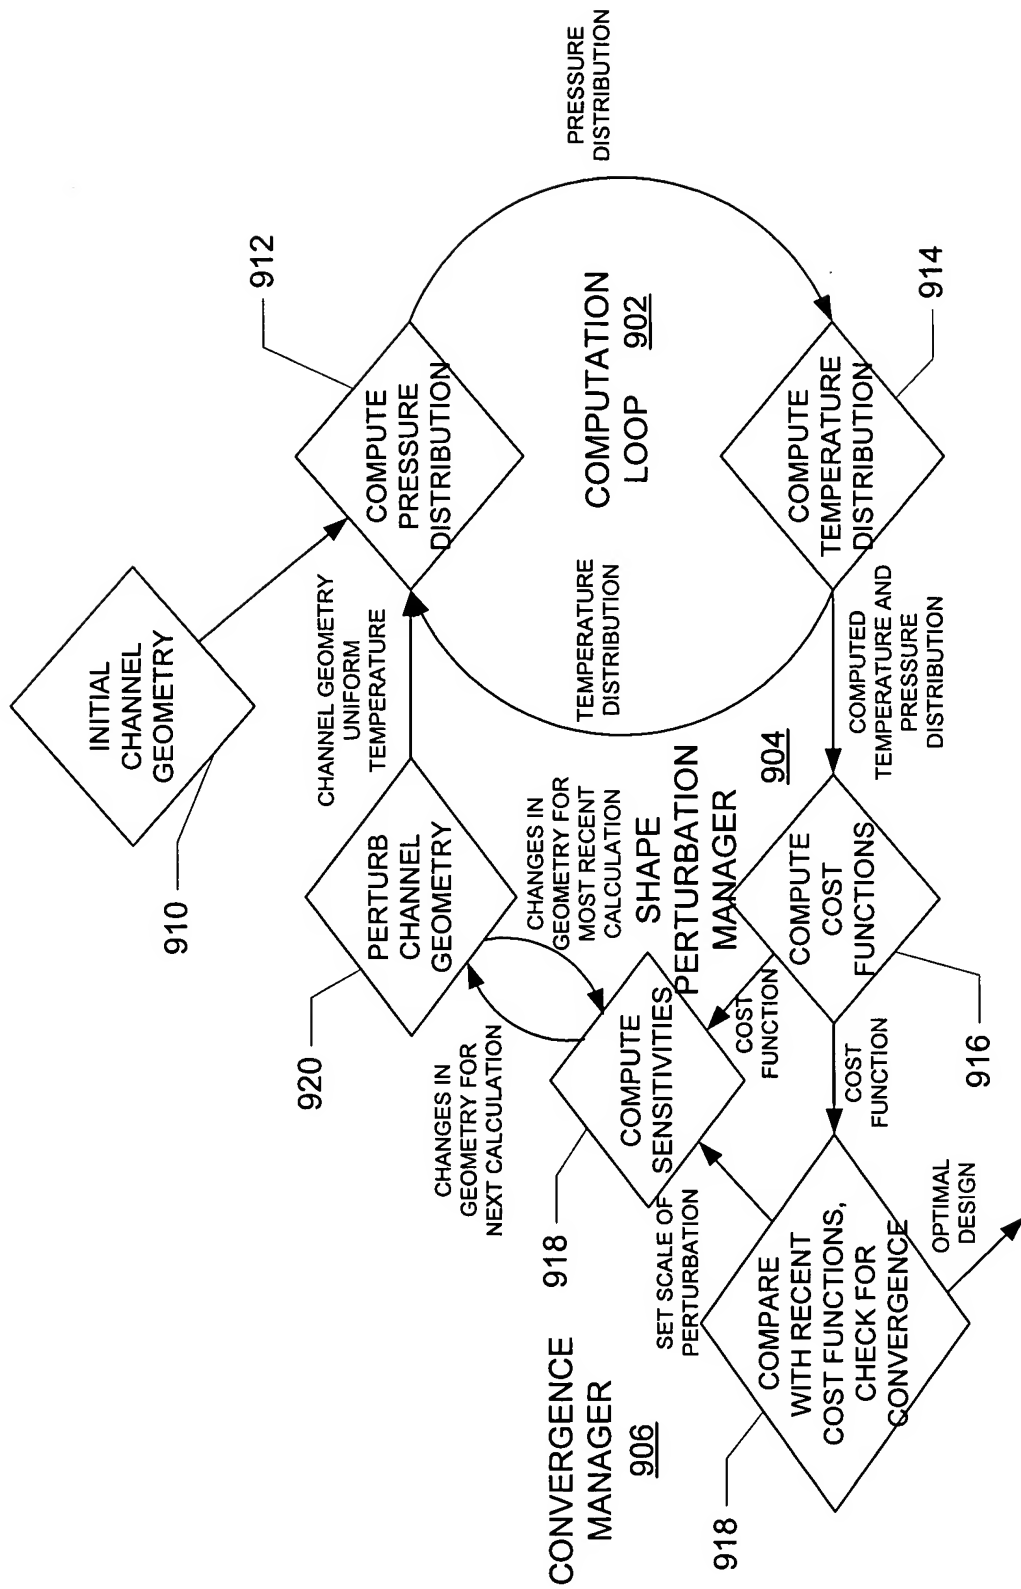 INITIAL
CHANNEL
GEOMETRY
910
912
COMPUTE
PRESSURE
DISTRIBUTION
PRESSURE
DISTRIBUTION
CHANNEL GEOMETRY
UNIFORM
TEMPERATURE
920
PERTURB
CHANNEL
GEOMETRY
COMPUTATION
LOOP
902
TEMPERATURE
DISTRIBUTION
914
COMPUTE
TEMPERATURE
DISTRIBUTION
CHANGES IN
GEOMETRY FOR
MOST RECENT
CALCULATION
CHANGES IN
GEOMETRY FOR
NEXT CALCULATION
SHAPE
PERTURBATION
MANAGER
904
COMPUTED
TEMPERATURE AND
PRESSURE
DISTRIBUTION
918
COMPUTE
SENSITIVITIES
COST
FUNCTION
COMPUTE
COST
FUNCTIONS
916
COST
FUNCTION
SET SCALE OF
PERTURBATION
CONVERGENCE
MANAGER
906
918
COMPARE
WITH RECENT
COST FUNCTIONS,
CHECK FOR
CONVERGENCE
OPTIMAL
DESIGN